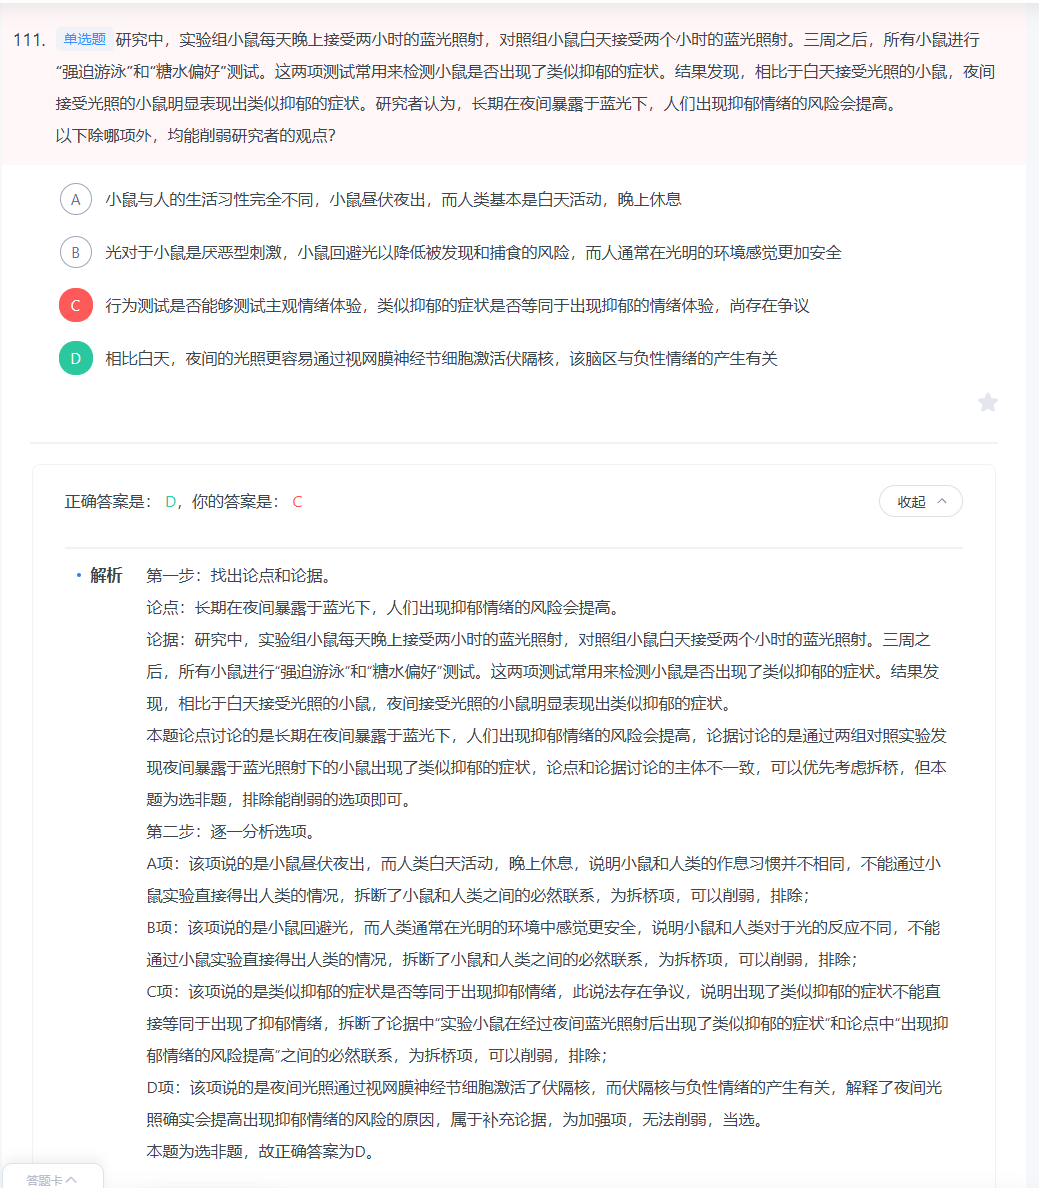 111. 单选题 研究中，实验组小鼠每天晚上接受两小时的蓝光照射，对照组小鼠白天接受两个小时的蓝光照射。三周之后，所有小鼠进行
“强迫游泳”和“糖水偏好”测试。这两项测试常用来检测小鼠是否出现了类似抑郁的症状。结果发现，相比于白天接受光照的小鼠，夜间
接受光照的小鼠明显表现出类似抑郁的症状。研究者认为，长期在夜间暴露于蓝光下，人们出现抑郁情绪的风险会提高。
以下除哪项外，均能削弱研究者的观点？
A 小鼠与人的生活习性完全不同，小鼠昼伏夜出，而人类基本是白天活动，晚上休息
B 光对于小鼠是厌恶型刺激，小鼠回避光以降低被发现和捕食的风险，而人通常在光明的环境感觉更加安全
C 行为测试是否能够测试主观情绪体验，类似抑郁的症状是否等同于出现抑郁的情绪体验，尚存在争议
D 相比白天，夜间的光照更容易通过视网膜神经节细胞激活伏隔核，该脑区与负性情绪的产生有关
正确答案是： D，你的答案是： C
收起
解析 第一步：找出论点和论据。
论点：长期在夜间暴露于蓝光下，人们出现抑郁情绪的风险会提高。
论据：研究中，实验组小鼠每天晚上接受两小时的蓝光照射，对照组小鼠白天接受两个小时的蓝光照射。三周之
后，所有小鼠进行“强迫游泳”和“糖水偏好”测试。这两项测试常用来检测小鼠是否出现了类似抑郁的症状。结果发
现，相比于白天接受光照的小鼠，夜间接受光照的小鼠明显表现出类似抑郁的症状。
本题论点讨论的是长期在夜间暴露于蓝光下，人们出现抑郁情绪的风险会提高，论据讨论的是通过两组对照实验发
现夜间暴露于蓝光照射下的小鼠出现了类似抑郁的症状，论点和论据讨论的主体不一致，可以优先考虑拆桥，但本
题为选非题，排除能削弱的选项即可。
第二步：逐一分析选项。
A项：该项说的是小鼠昼伏夜出，而人类白天活动，晚上休息，说明小鼠和人类的作息习惯并不相同，不能通过小
鼠实验直接得出人类的情况，拆断了小鼠和人类之间的必然联系，为拆桥项，可以削弱，排除；
B项：该项说的是小鼠回避光，而人类通常在光明的环境中感觉更安全，说明小鼠和人类对于光的反应不同，不能
通过小鼠实验直接得出人类的情况，拆断了小鼠和人类之间的必然联系，为拆桥项，可以削弱，排除；
C项：该项说的是类似抑郁的症状是否等同于出现抑郁情绪，此说法存在争议，说明出现了类似抑郁的症状不能直
接等同于出现了抑郁情绪，拆断了论据中“实验小鼠在经过夜间蓝光照射后出现了类似抑郁的症状”和论点中“出现抑
郁情绪的风险提高”之间的必然联系，为拆桥项，可以削弱，排除；
D项：该项说的是夜间光照通过视网膜神经节细胞激活了伏隔核，而伏隔核与负性情绪的产生有关，解释了夜间光
照确实会提高出现抑郁情绪的风险的原因，属于补充论据，为加强项，无法削弱，当选。
本题为选非题，故正确答案为D。
答题卡